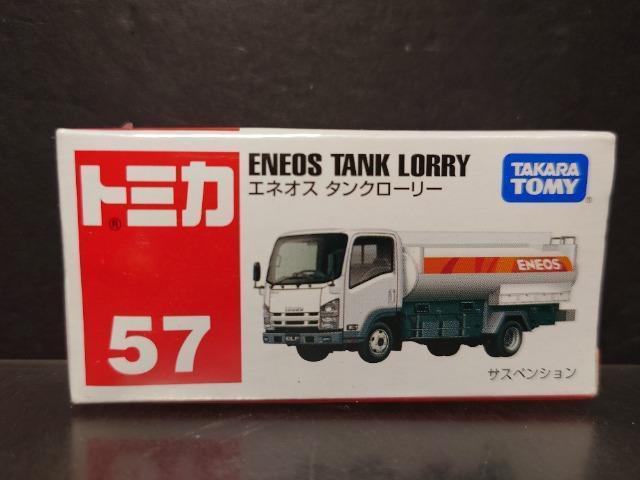 トミカ
®
57
ENEOS TANK LORRY
エネオス タンクローリー
TAKARA
TOMY
®
ENEOS
ELF
サスペンション